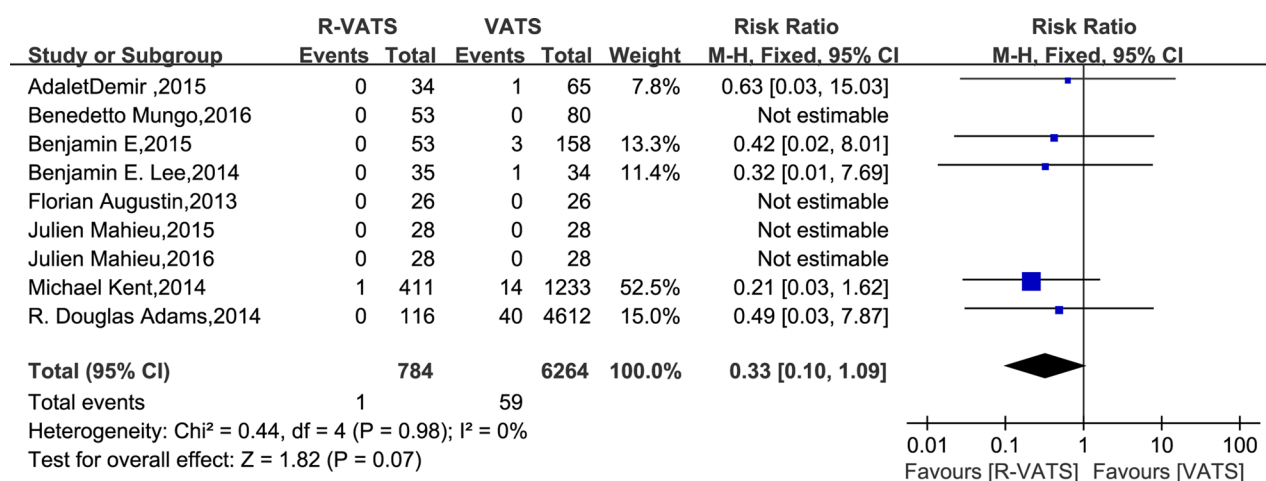 R-VATS VATS Risk Ratio Risk Ratio
Study or Subgroup Events Total Events Total Weight M-H, Fixed, 95% CI M-H, Fixed, 95% CI
AdaletDemir ,2015 0 34 1 65 7.8% 0.63 [0.03, 15.03]
Benedetto Mungo,2016 0 53 0 80 Not estimable
Benjamin E,2015 0 53 3 158 13.3% 0.42 [0.02, 8.01]
Benjamin E. Lee,2014 0 35 1 34 11.4% 0.32 [0.01, 7.69]
Florian Augustin,2013 0 26 0 26 Not estimable
Julien Mahieu,2015 0 28 0 28 Not estimable
Julien Mahieu,2016 0 28 0 28 Not estimable
Michael Kent,2014 1 411 14 1233 52.5% 0.21 [0.03, 1.62]
R. Douglas Adams,2014 0 116 40 4612 15.0% 0.49 [0.03, 7.87]
Total (95% CI) 784 6264 100.0% 0.33 [0.10, 1.09]
Total events 1 59
Heterogeneity: Chi² = 0.44, df = 4 (P = 0.98); I² = 0%
Test for overall effect: Z = 1.82 (P = 0.07)
0.01 0.1 1 10 100
Favours [R-VATS] Favours [VATS]